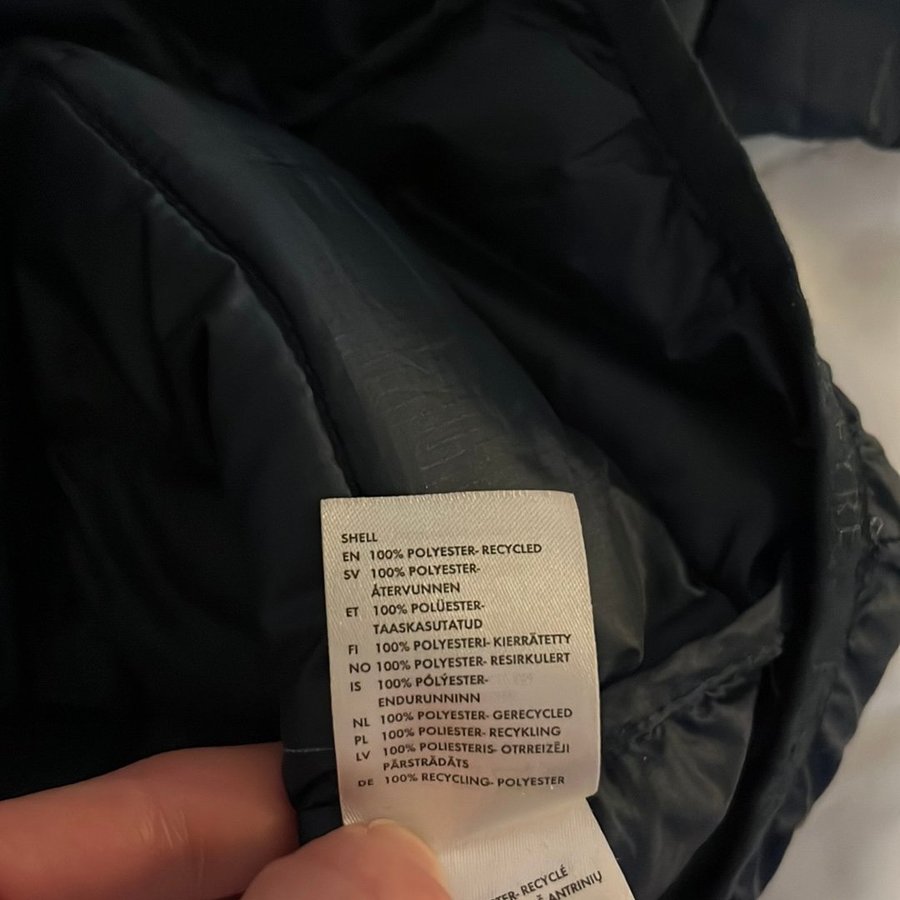 SHELL
EN 100% POLYESTER- RECYCLED
SV 100% POLYESTER-
ÅTERVUNNEN
ET 100% POLÜESTER-
TAASKASUTATUD
FI 100% POLYESTERI- KIERRÄTETTY
NO 100% POLYESTER- RESIRKULERT
IS 100% PÓLÝESTER-
ENDURUNNINN
NL 100% POLYESTER- GERECYCLED
PL 100% POLIESTER- RECYKLING
LV 100% POLIESTERIS- OTRREIZĒJI
PĀRSTRĀDĀTS
DE 100% RECYCLING- POLYESTER
RECYCLÉ
ANTRINIŲ